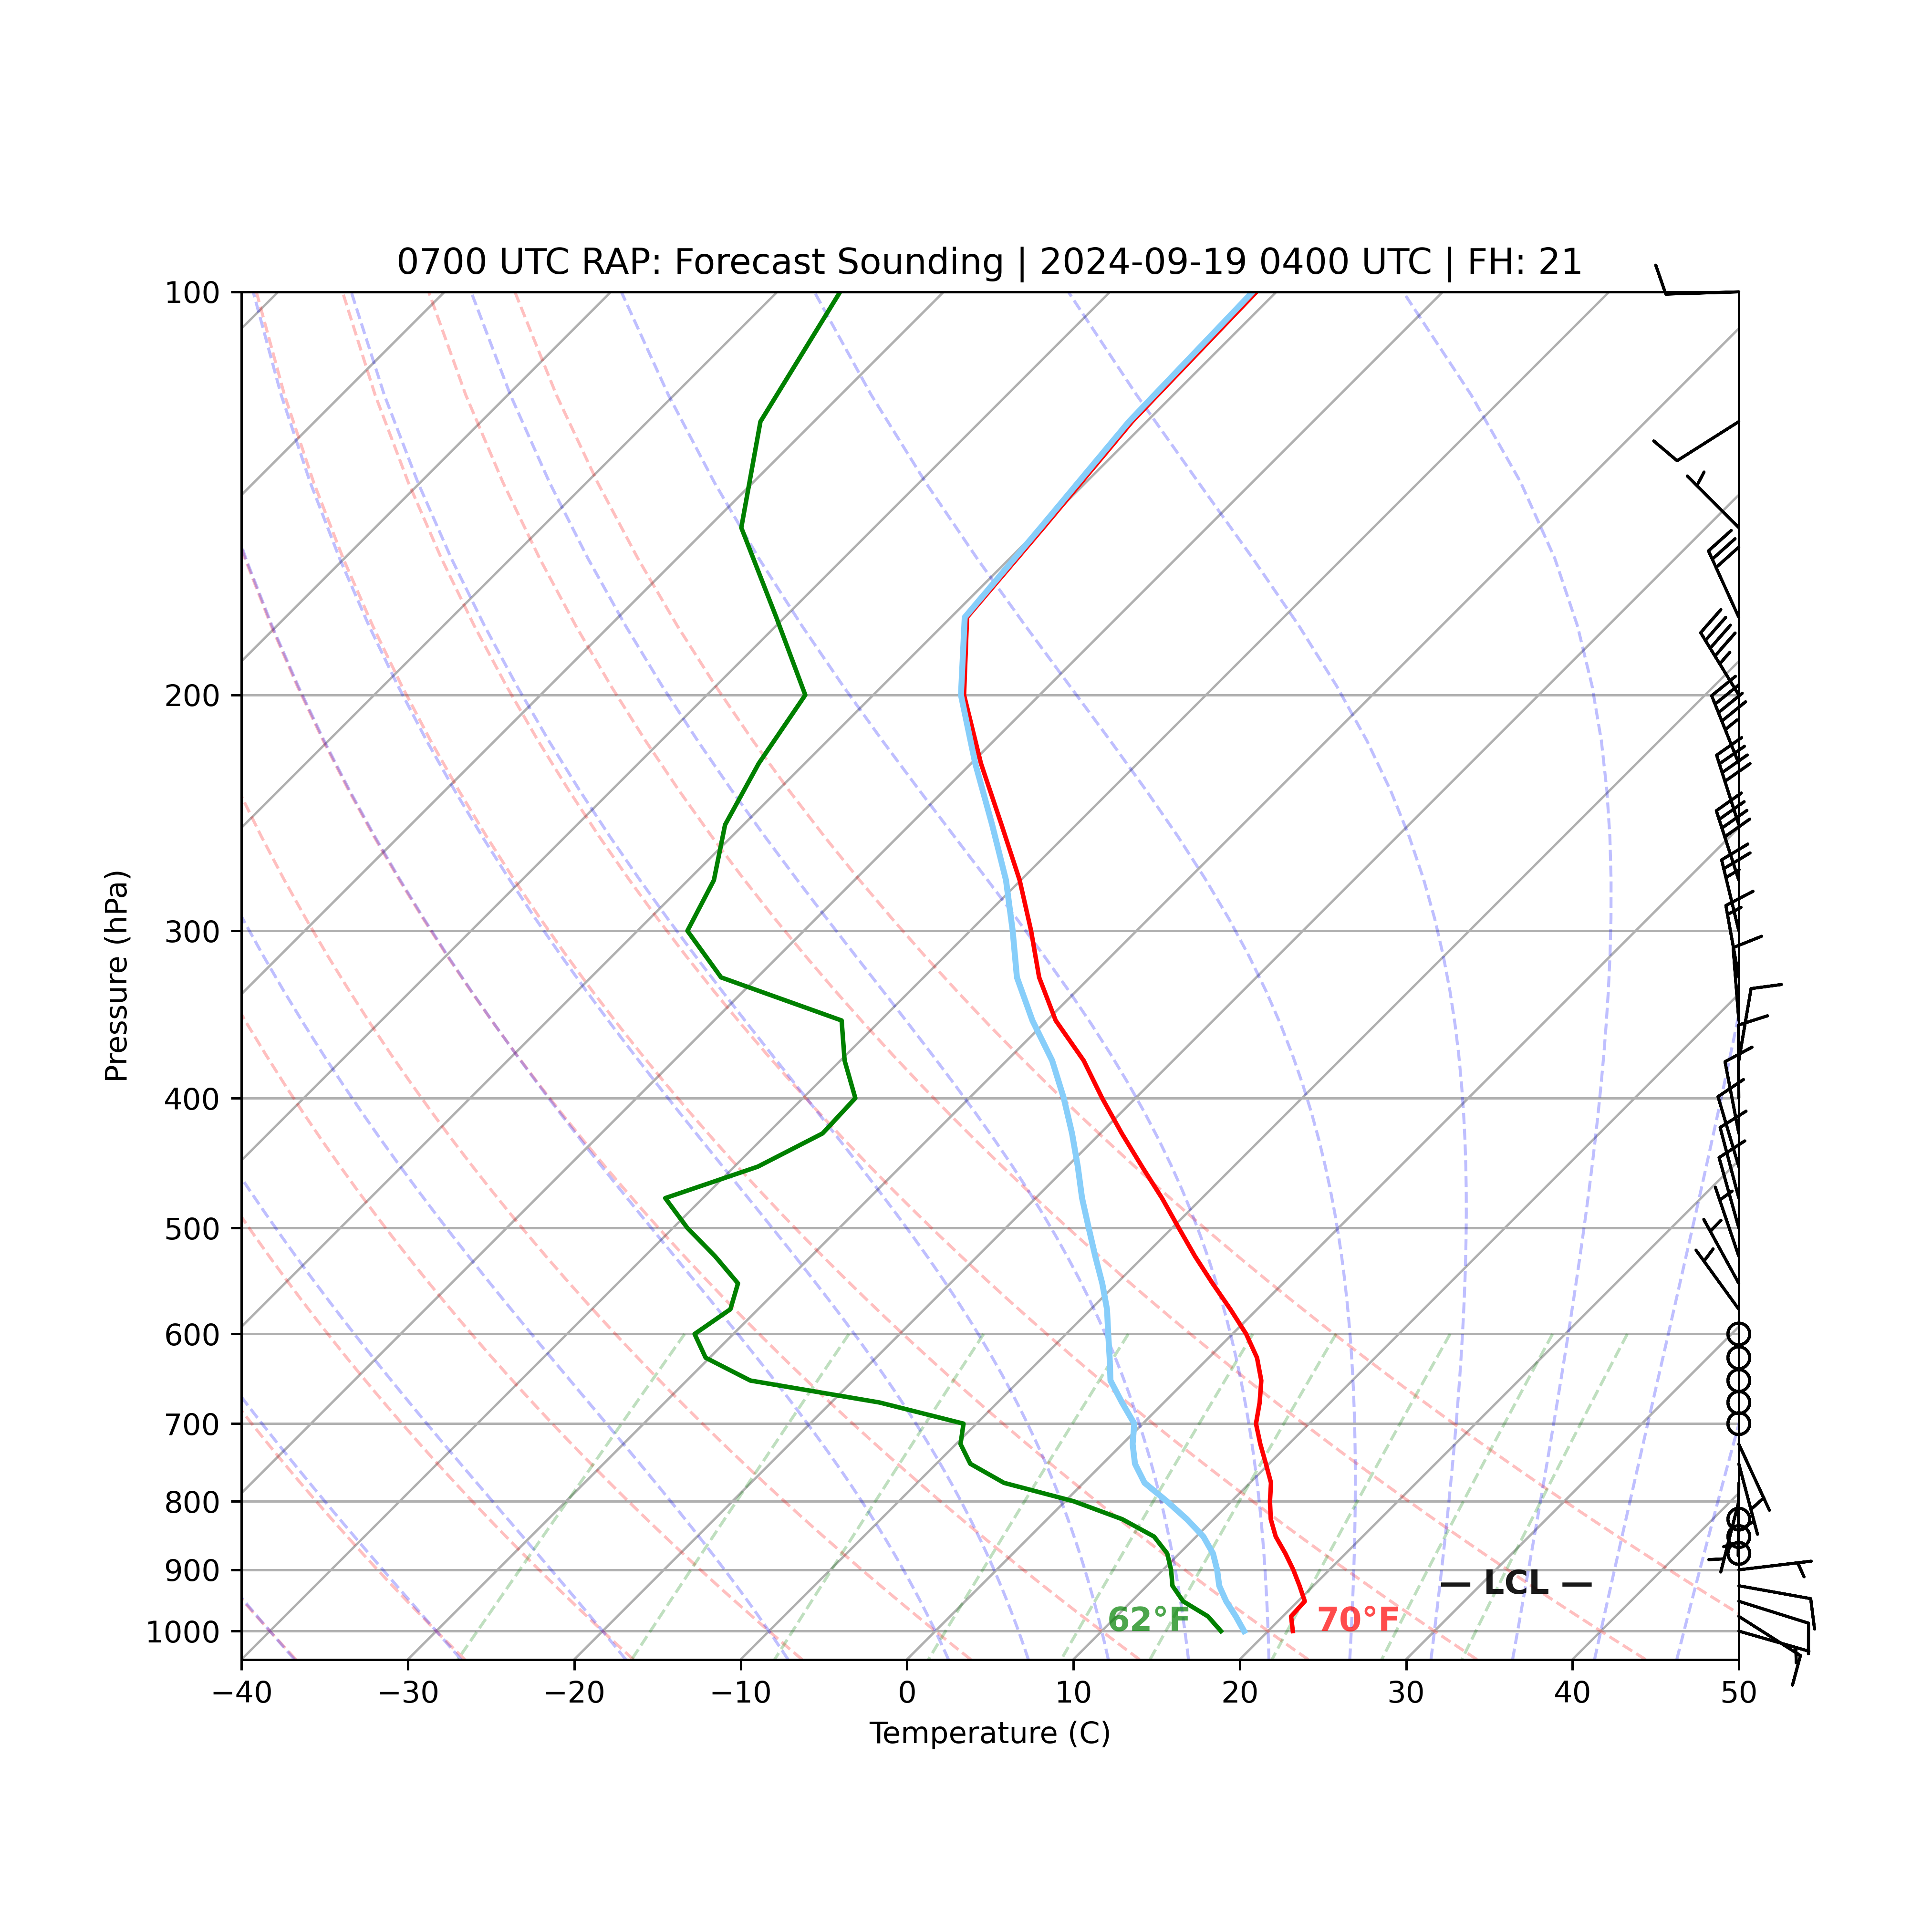 0700 UTC RAP: Forecast Sounding | 2024-09-19 0400 UTC | FH: 21
100
200
300
400
500
600
700
800
900
1000
Pressure (hPa)
— LCL —
62°F
70°F
−40 −30 −20 −10 0 10 20 30 40 50
Temperature (C)